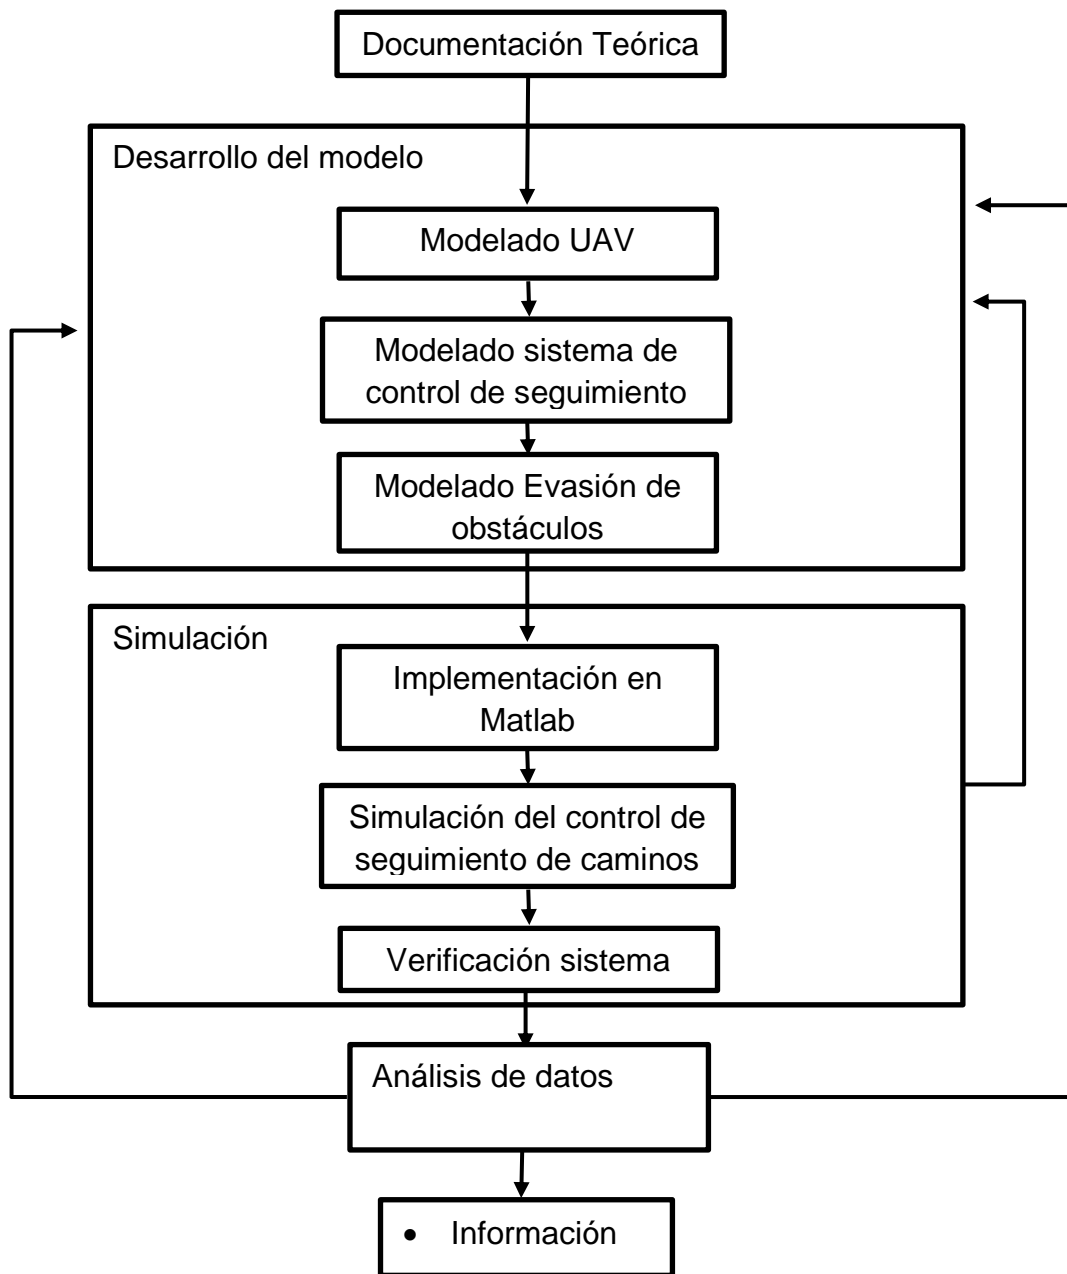 Documentación Teórica
Desarrollo del modelo
Modelado UAV
Modelado sistema de
control de seguimiento
Modelado Evasión de
obstáculos
Simulación
Implementación en
Matlab
Simulación del control de
seguimiento de caminos
Verificación sistema
Análisis de datos
• Información